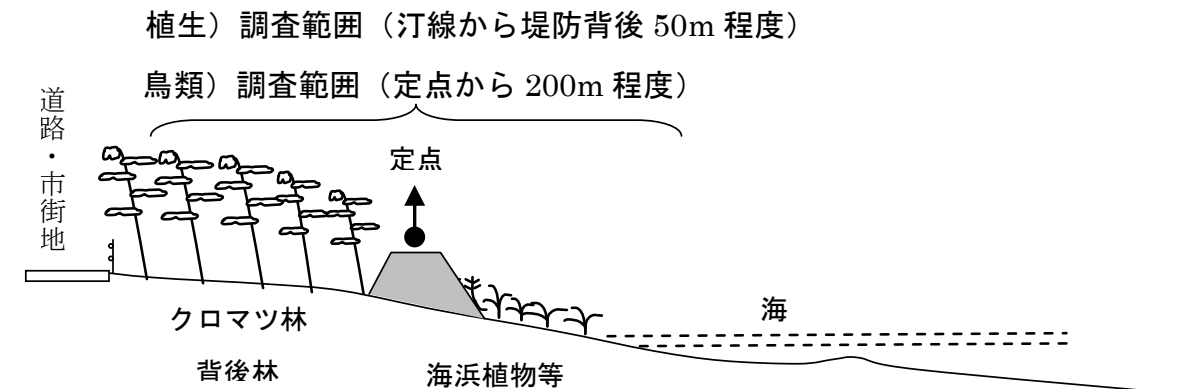 植生）調査範囲（汀線から堤防背後 50m 程度）
鳥類）調査範囲（定点から 200m 程度）
道路・市街地
定点
クロマツ林
海
背後林
海浜植物等